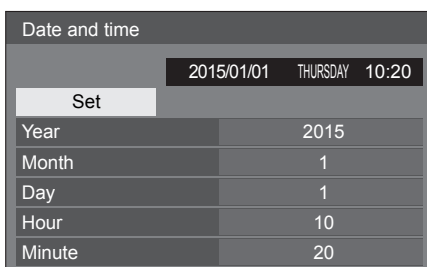 Date and time
2015/01/01 THURSDAY 10:20
Set
Year 2015
Month 1
Day 1
Hour 10
Minute 20